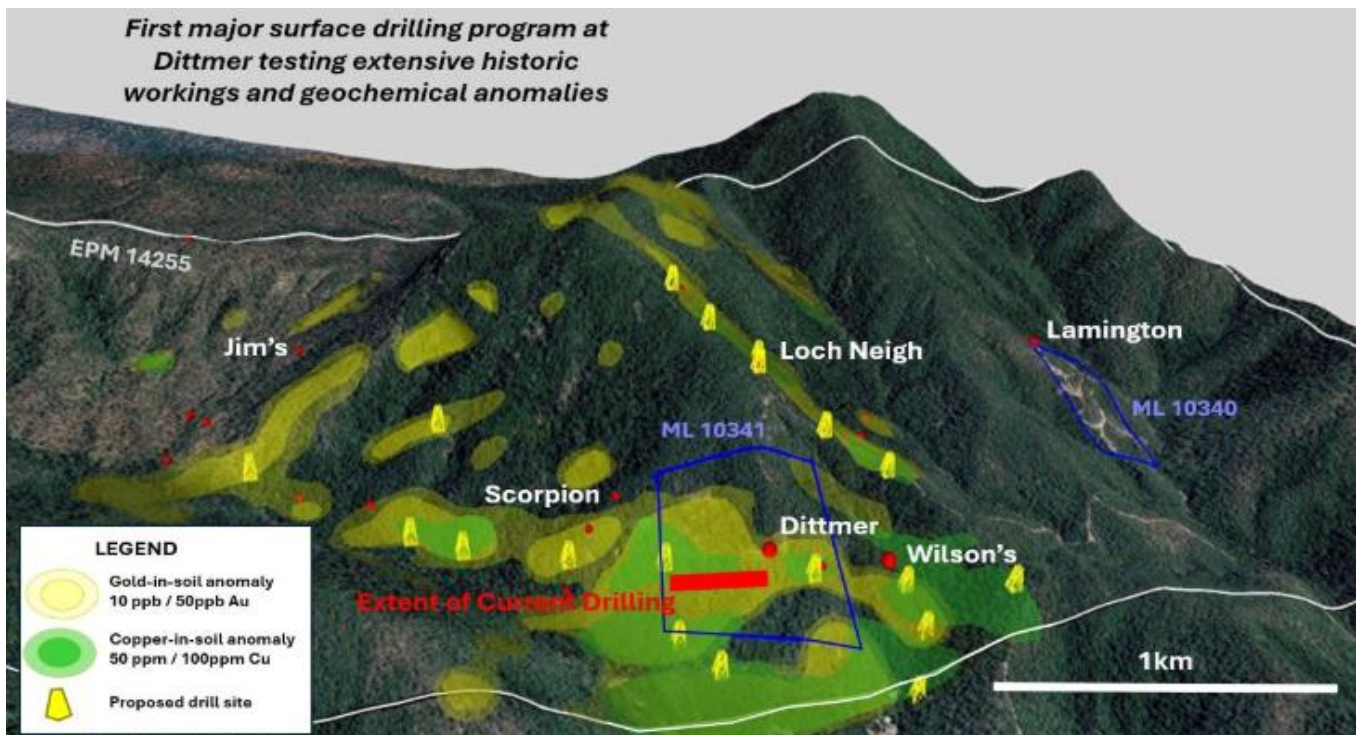 First major surface drilling program at
Dittmer testing extensive historic
workings and geochemical anomalies
EPM 14255
Jim's
Loch Neigh
Lamington
ML 10340
ML 10341
Scorpion
Dittmer
Wilson's
Extent of Current Drilling
1km
LEGEND
Gold-in-soil anomaly
10 ppb / 50ppb Au
Copper-in-soil anomaly
50 ppm / 100ppm Cu
Proposed drill site